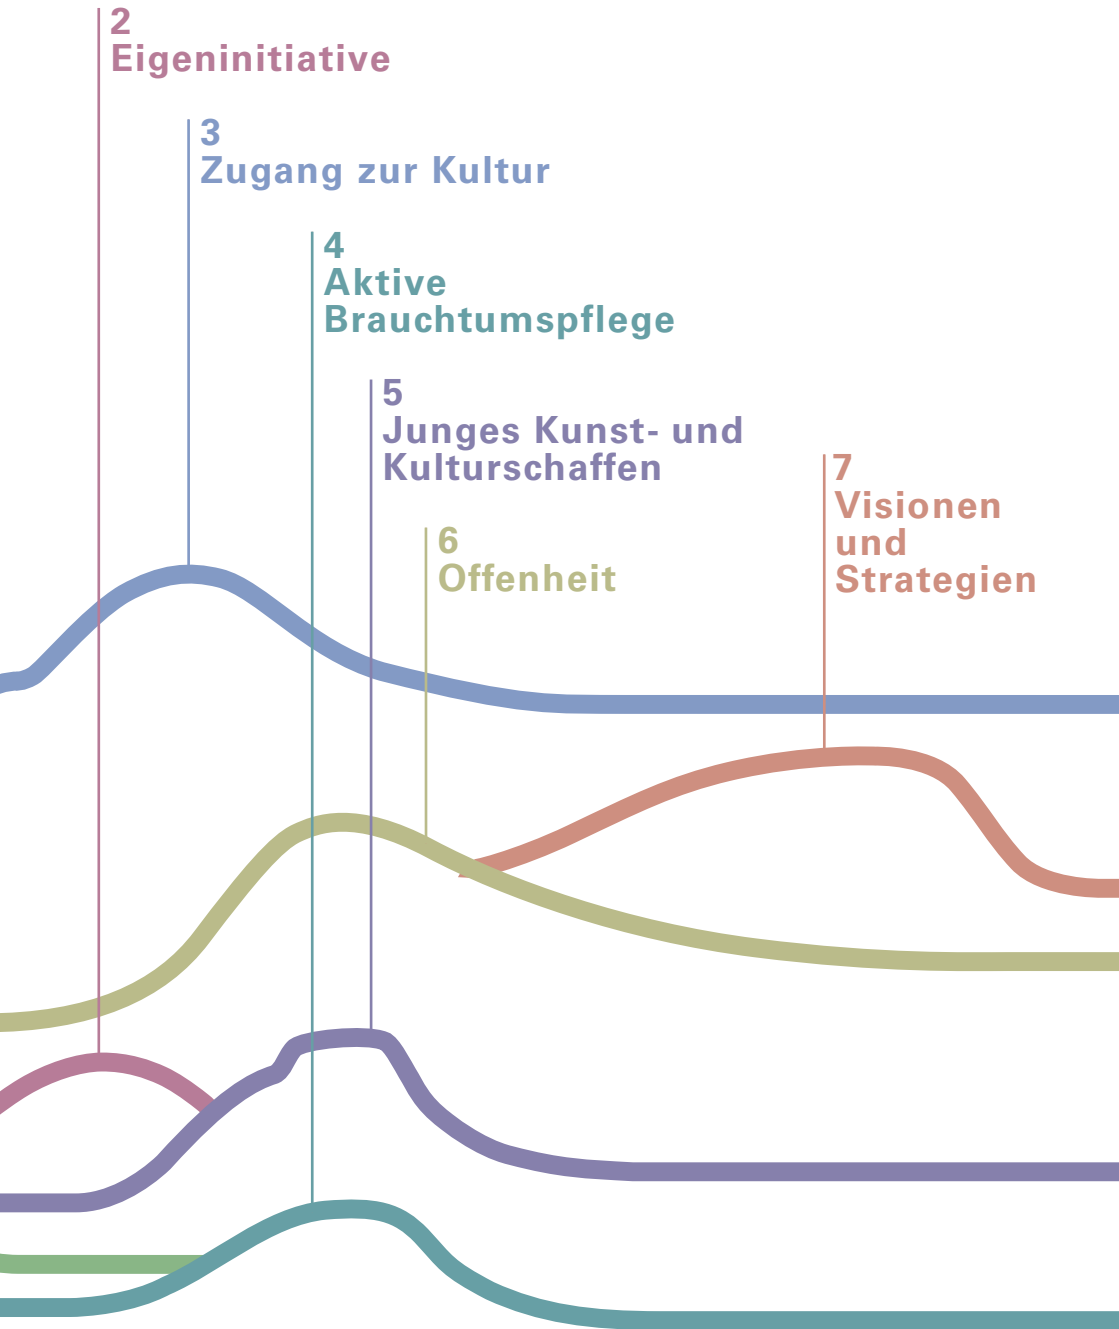 2
Eigeninitiative
3
Zugang zur Kultur
4
Aktive
Brauchtumspflege
5
Junges Kunst- und
Kulturschaffen
7
Visionen
und
Strategien
6
Offenheit